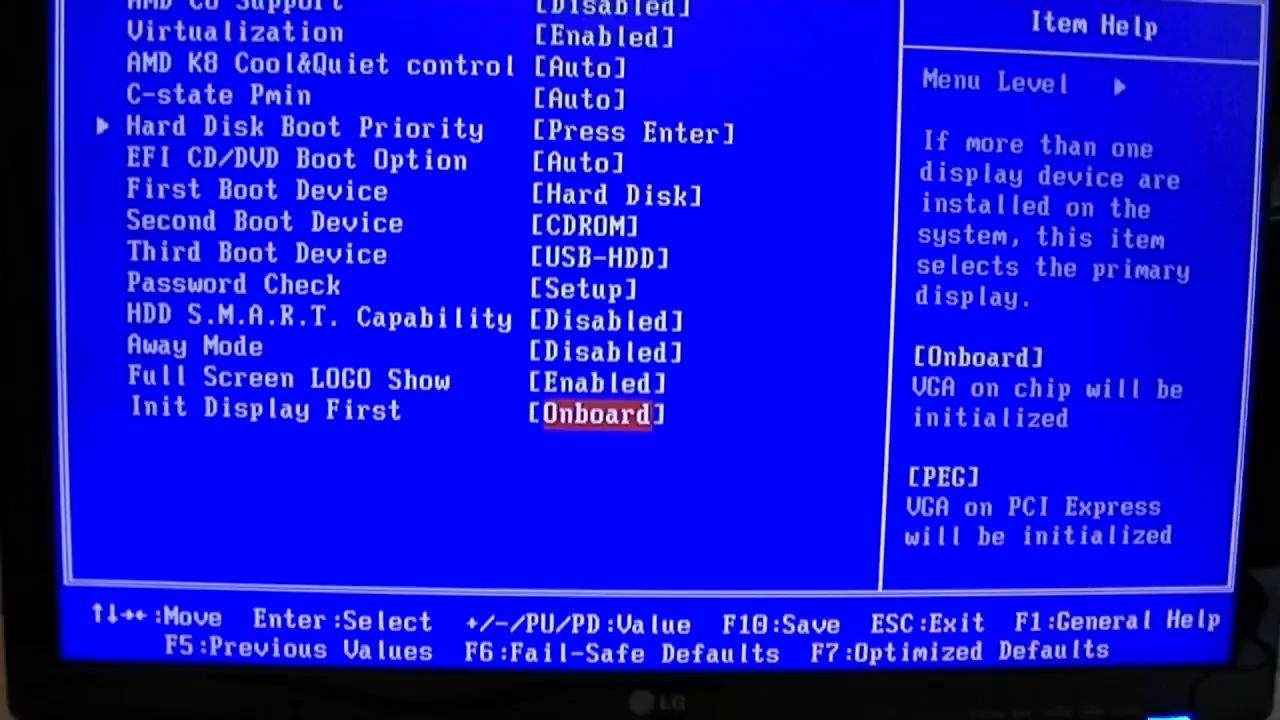 AMD C6 Support [Disabled]
Virtualization [Enabled]
AMD K8 Cool&Quiet control [Auto]
C-state Pmin [Auto]
Hard Disk Boot Priority [Press Enter]
EFI CD/DVD Boot Option [Auto]
First Boot Device [Hard Disk]
Second Boot Device [CDROM]
Third Boot Device [USB-HDD]
Password Check [Setup]
HDD S.M.A.R.T. Capability [Disabled]
Away Mode [Disabled]
Full Screen LOGO Show [Enabled]
Init Display First [Onboard]
Item Help
Menu Level
If more than one
display device are
installed on the
system, this item
selects the primary
display.
[Onboard]
VGA on chip will be
initialized
[PEG]
VGA on PCI Express
will be initialized
↑↓→←:Move Enter:Select +/-/PU/PD:Value F10:Save ESC:Exit F1:General Help
F5:Previous Values F6:Fail-Safe Defaults F7:Optimized Defaults
LG